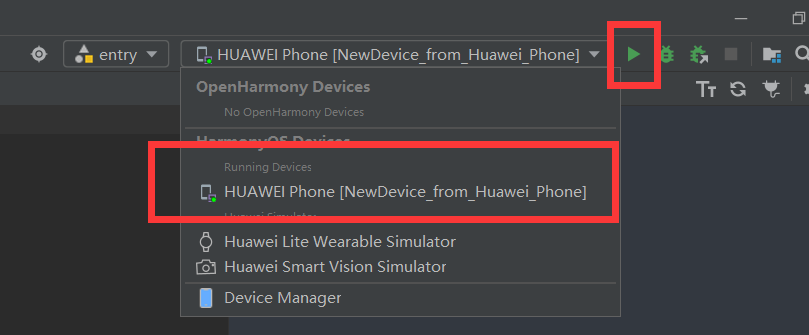 entry
HUAWEI Phone [NewDevice_from_Huawei_Phone]
Tт
OpenHarmony Devices
No OpenHarmony Devices
HarmonyOS Devices
Running Devices
HUAWEI Phone [NewDevice_from_Huawei_Phone]
Huawei Simulator
Huawei Lite Wearable Simulator
Huawei Smart Vision Simulator
Device Manager